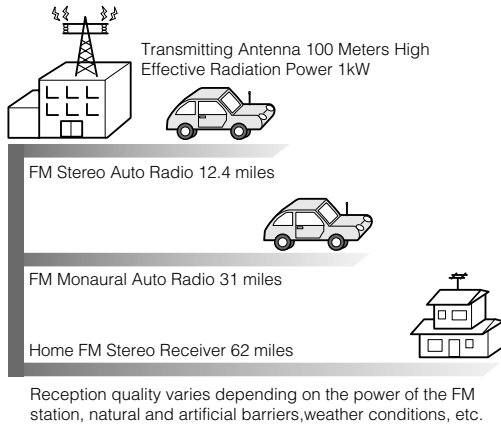 Transmitting Antenna 100 Meters High
Effective Radiation Power 1kW
FM Stereo Auto Radio 12.4 miles
FM Monaural Auto Radio 31 miles
Home FM Stereo Receiver 62 miles
Reception quality varies depending on the power of the FM
station, natural and artificial barriers,weather conditions, etc.